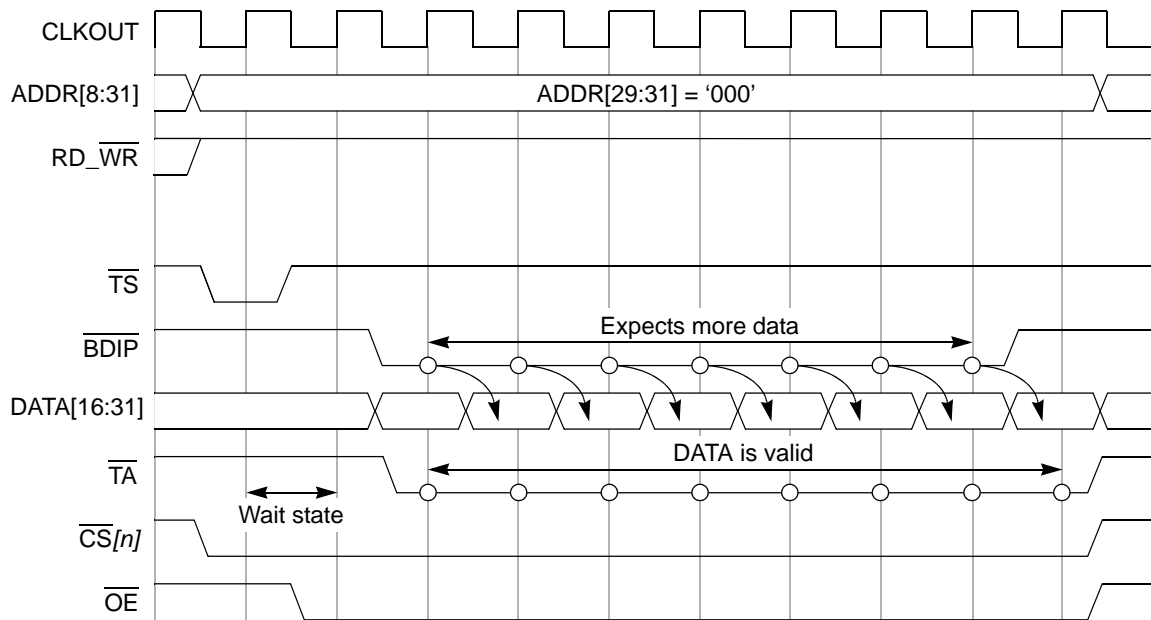 CLKOUT
ADDR[8:31]
ADDR[29:31] = ‘000’
RD_WR
TS
BDIP
Expects more data
DATA[16:31]
TA
DATA is valid
Wait state
CS[n]
OE